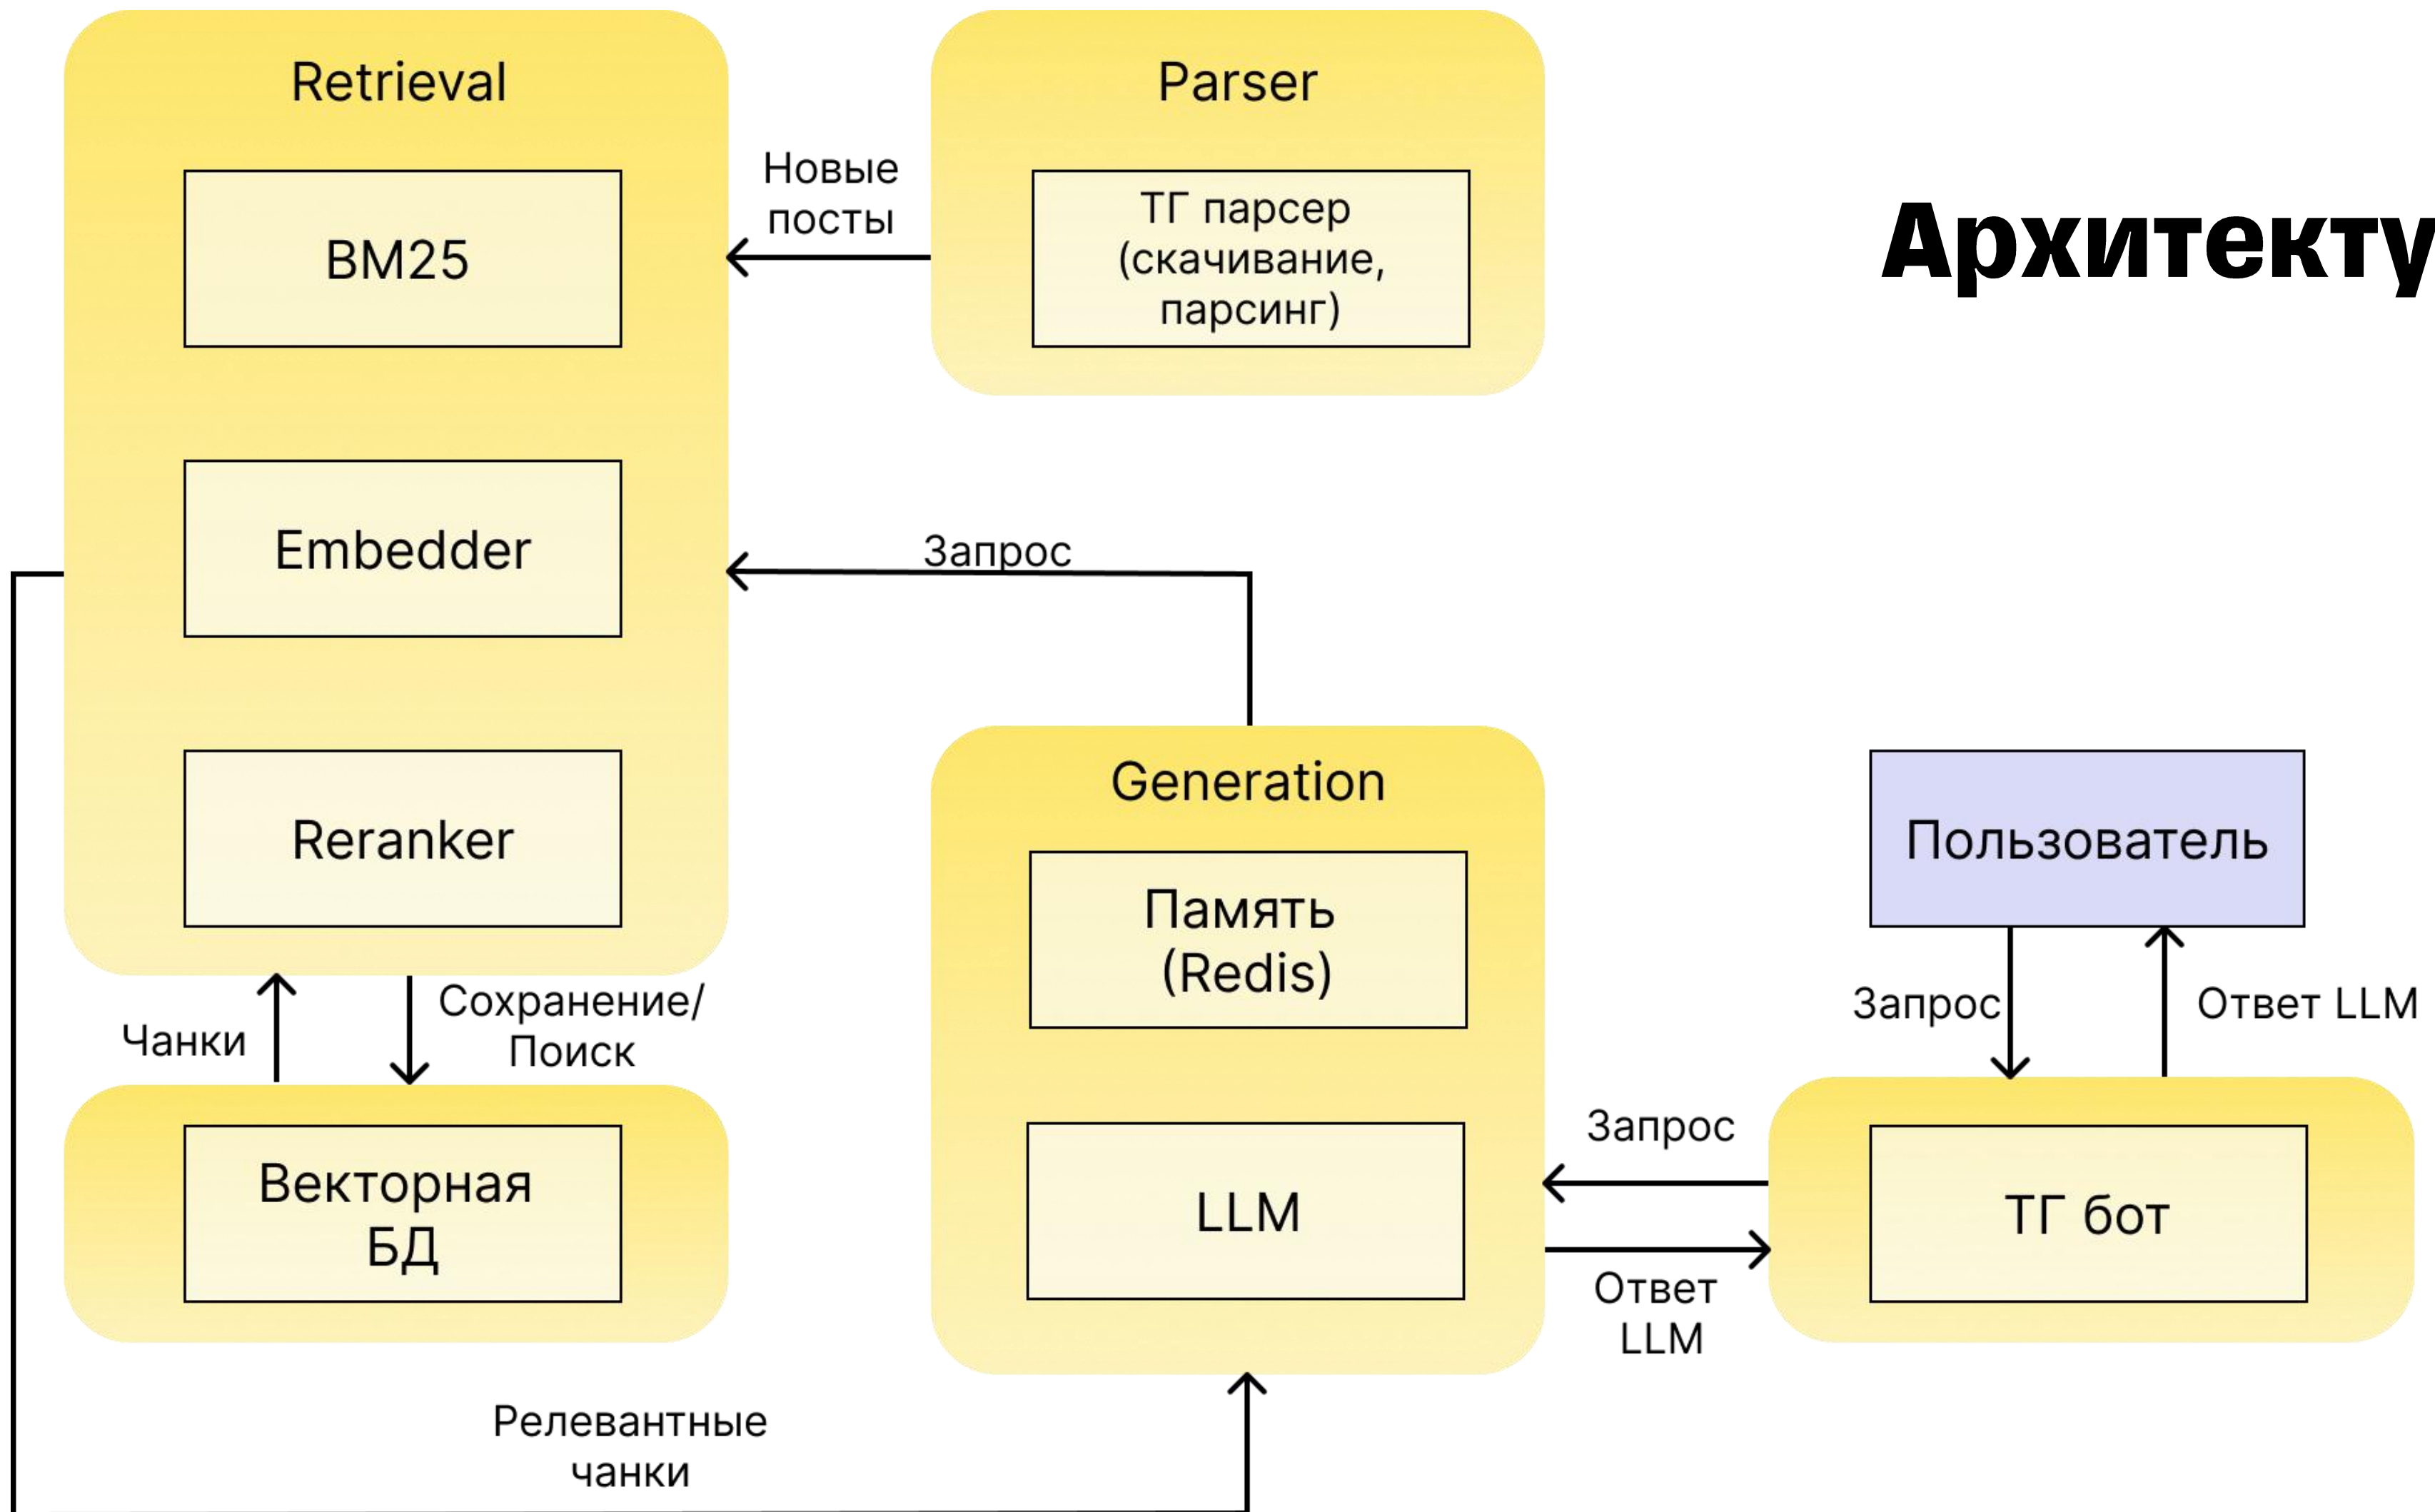 Retrieval
BM25
Embedder
Reranker
Новые
посты
Parser
ТГ парсер
(скачивание,
парсинг)
Архитекту
Запрос
Generation
Память
(Redis)
LLM
Пользователь
Запрос
Ответ LLM
Чанки
Сохранение/
Поиск
Векторная
БД
Запрос
Ответ
LLM
ТГ бот
Релевантные
чанки